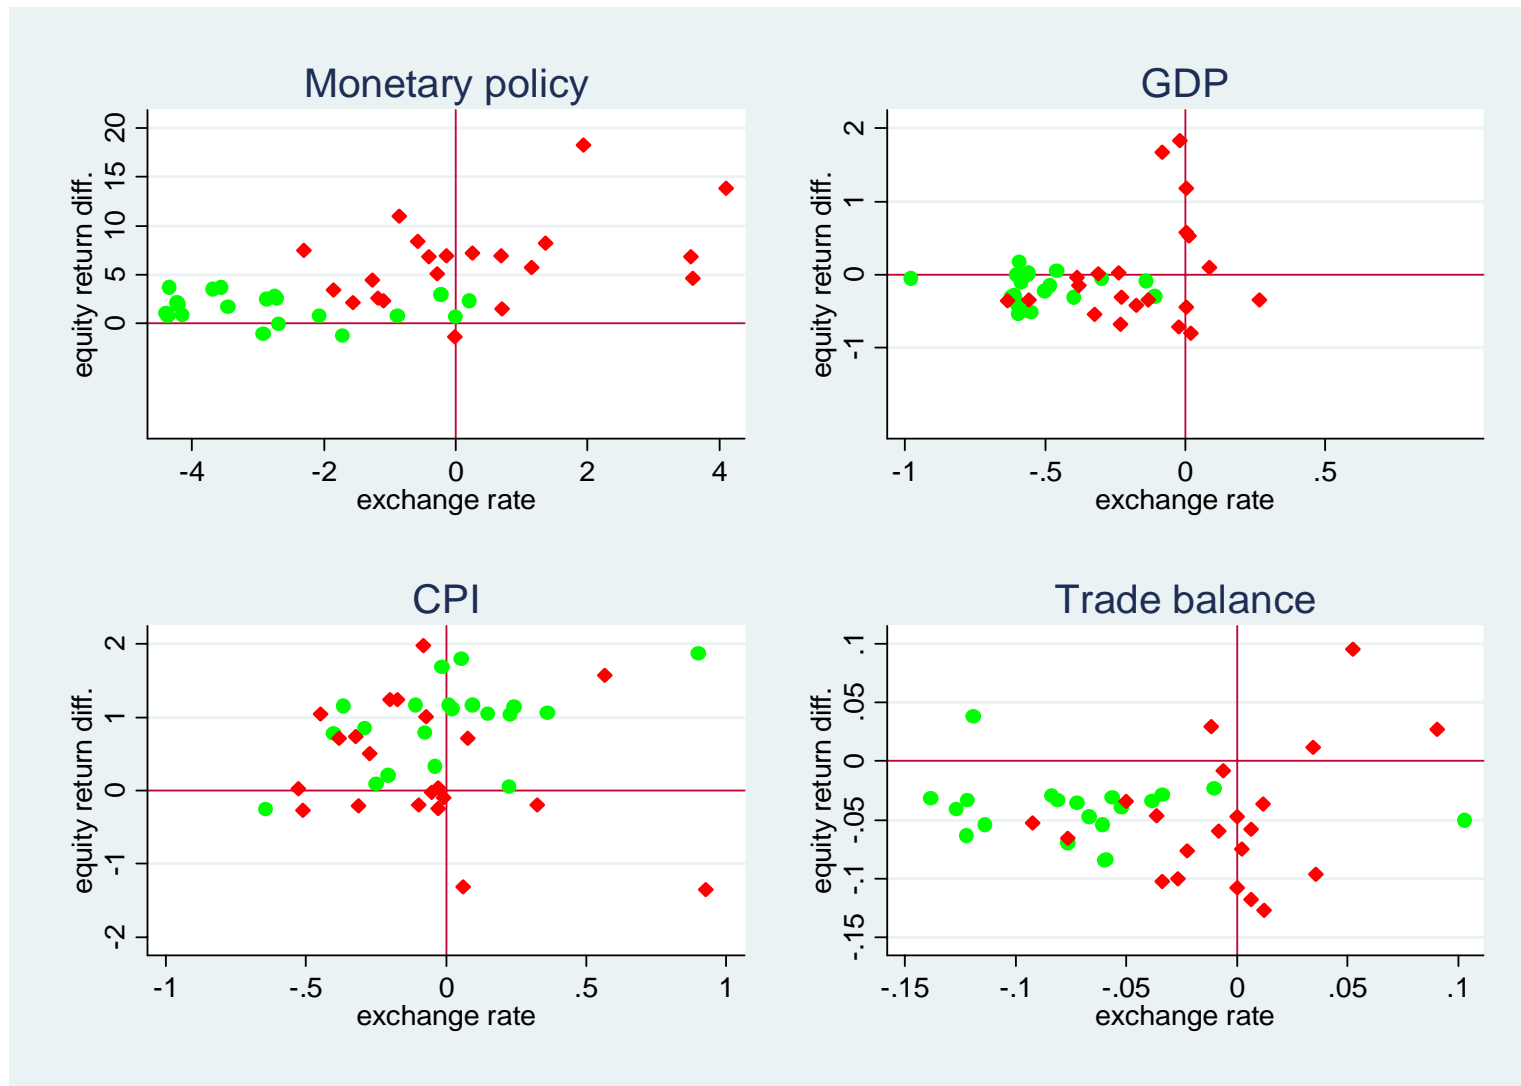 Monetary policy
equity return diff.
20
15
10
5
0
-4 -2 0 2 4
exchange rate
GDP
equity return diff.
2
1
0
-1
-1 -.5 0 .5
exchange rate
CPI
equity return diff.
2
1
0
-1
-2
-1 -.5 0 .5 1
exchange rate
Trade balance
equity return diff.
.1
.05
0
-.05
-.1
-.15
-.15 -.1 -.05 0 .05 .1
exchange rate